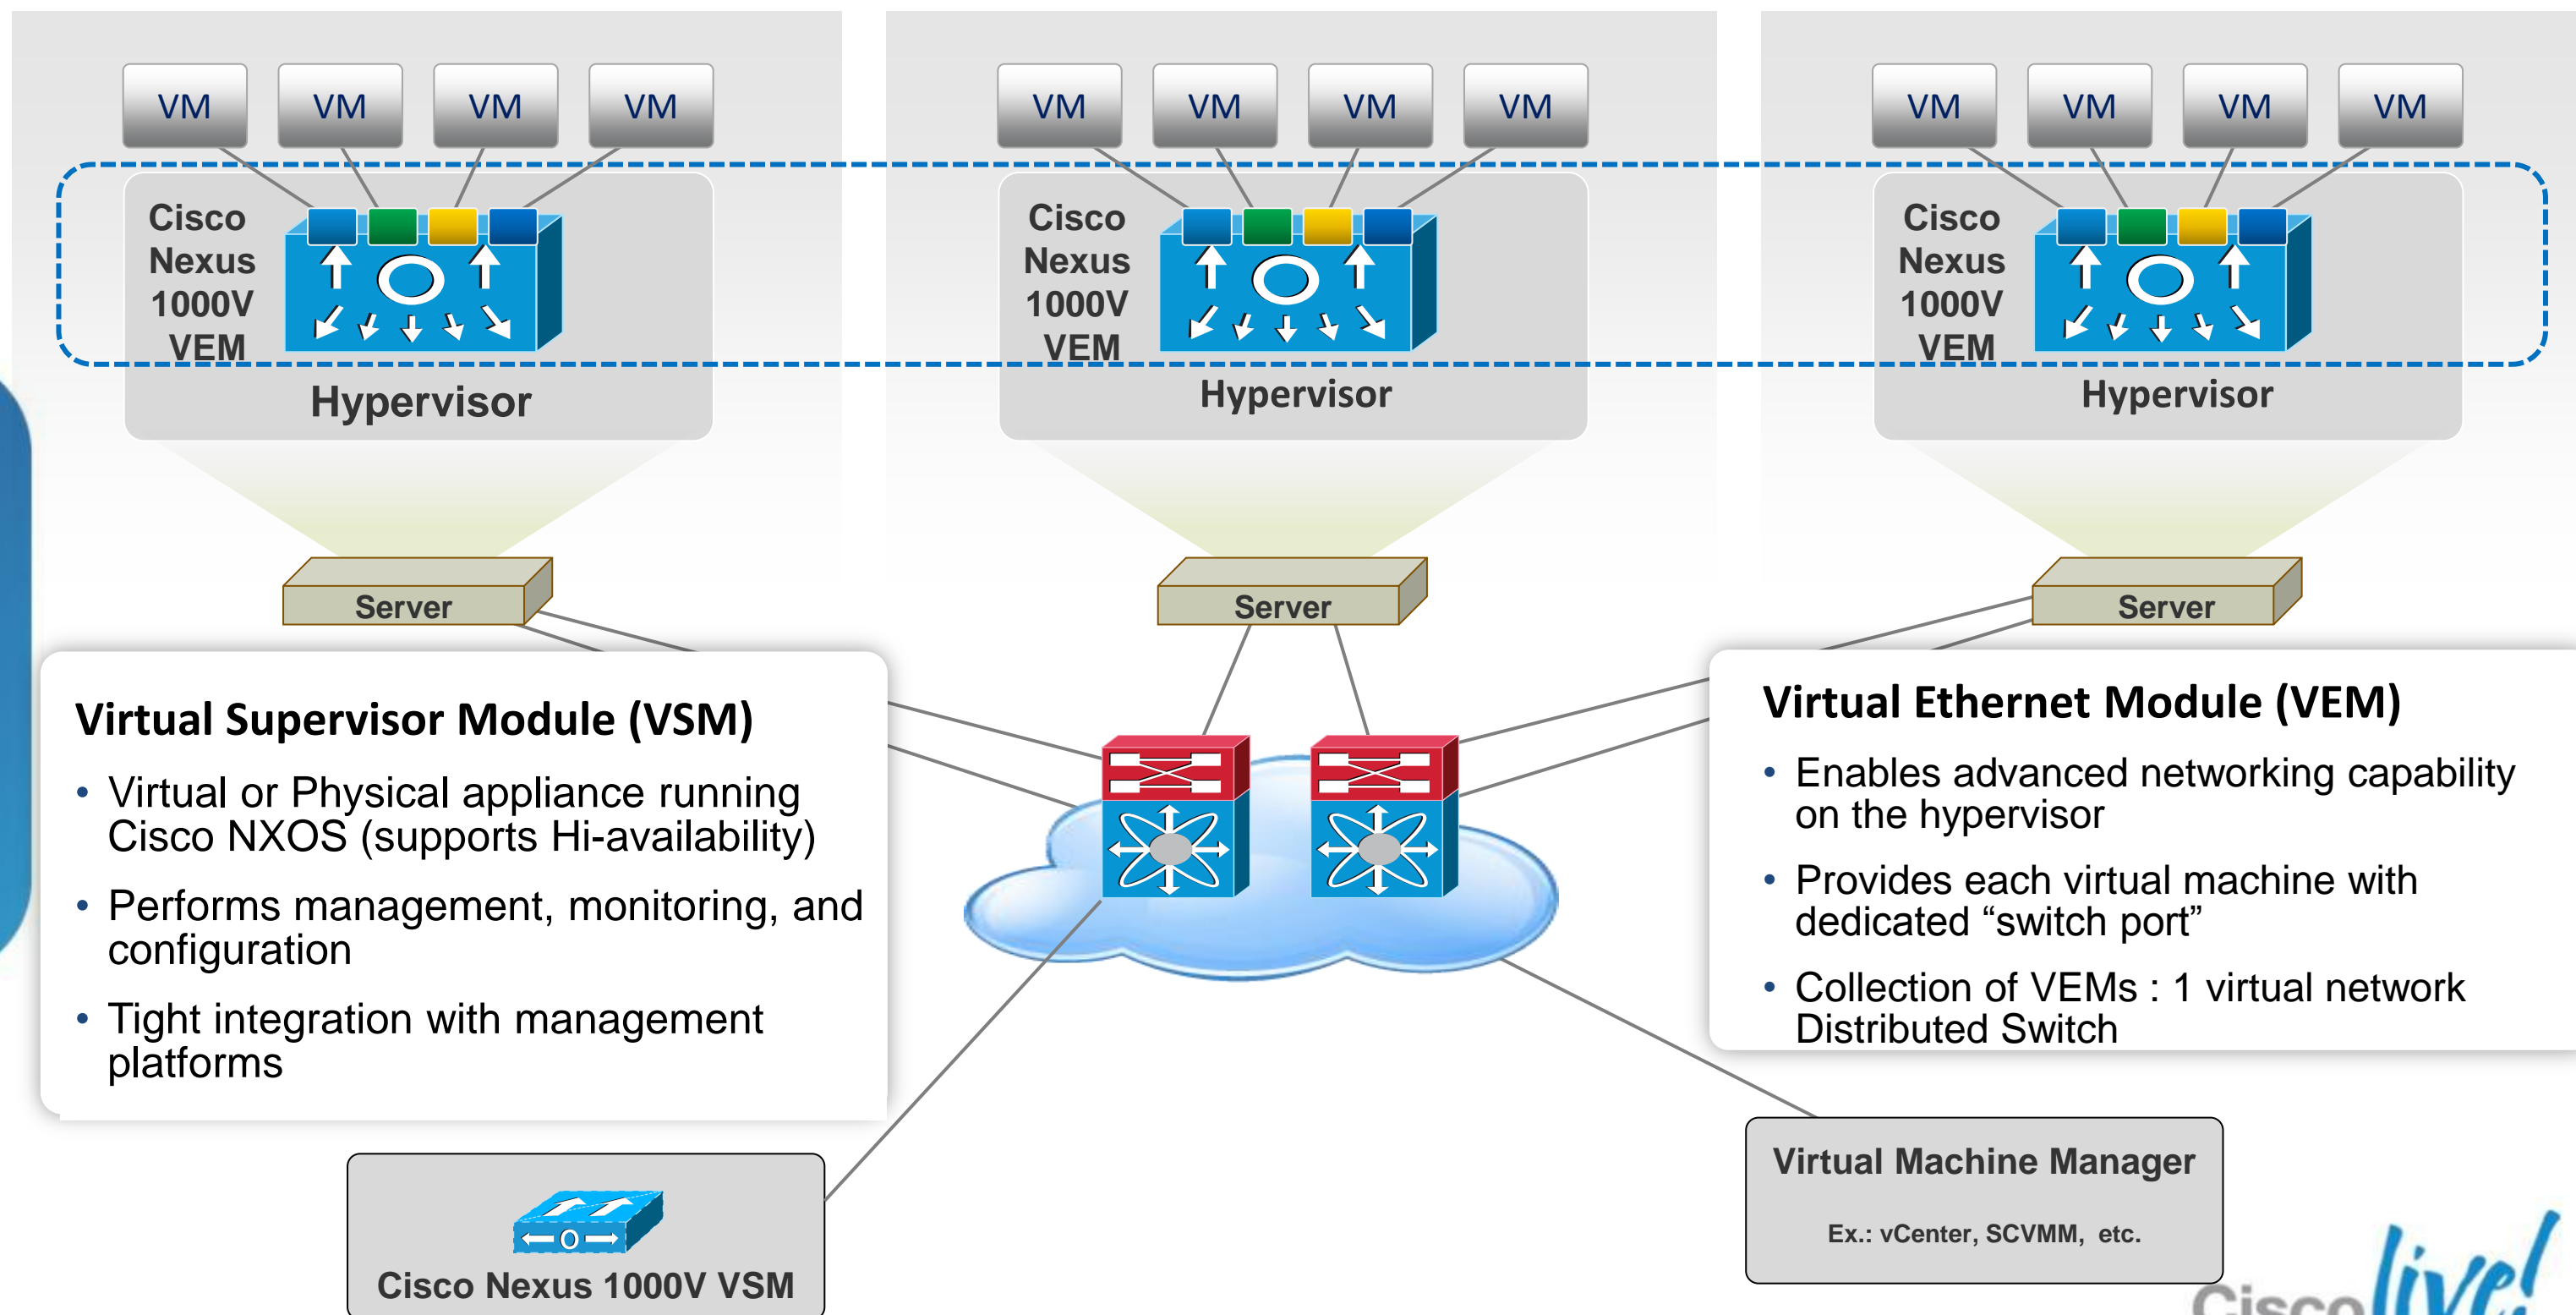 VM VM VM VM
VM VM VM VM
VM VM VM VM
Cisco
Nexus
1000V
VEM
Hypervisor
Cisco
Nexus
1000V
VEM
Hypervisor
Cisco
Nexus
1000V
VEM
Hypervisor
Server
Server
Server
Virtual Supervisor Module (VSM)
• Virtual or Physical appliance running
Cisco NXOS (supports Hi-availability)
• Performs management, monitoring, and
configuration
• Tight integration with management
platforms
Virtual Ethernet Module (VEM)
• Enables advanced networking capability
on the hypervisor
• Provides each virtual machine with
dedicated “switch port”
• Collection of VEMs : 1 virtual network
Distributed Switch
Cisco Nexus 1000V VSM
Virtual Machine Manager
Ex.: vCenter, SCVMM, etc.
Cisco live!